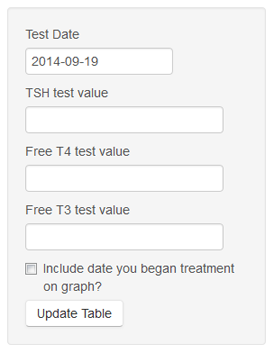 Test Date
2014-09-19
TSH test value
Free T4 test value
Free T3 test value
Include date you began treatment
on graph?
Update Table